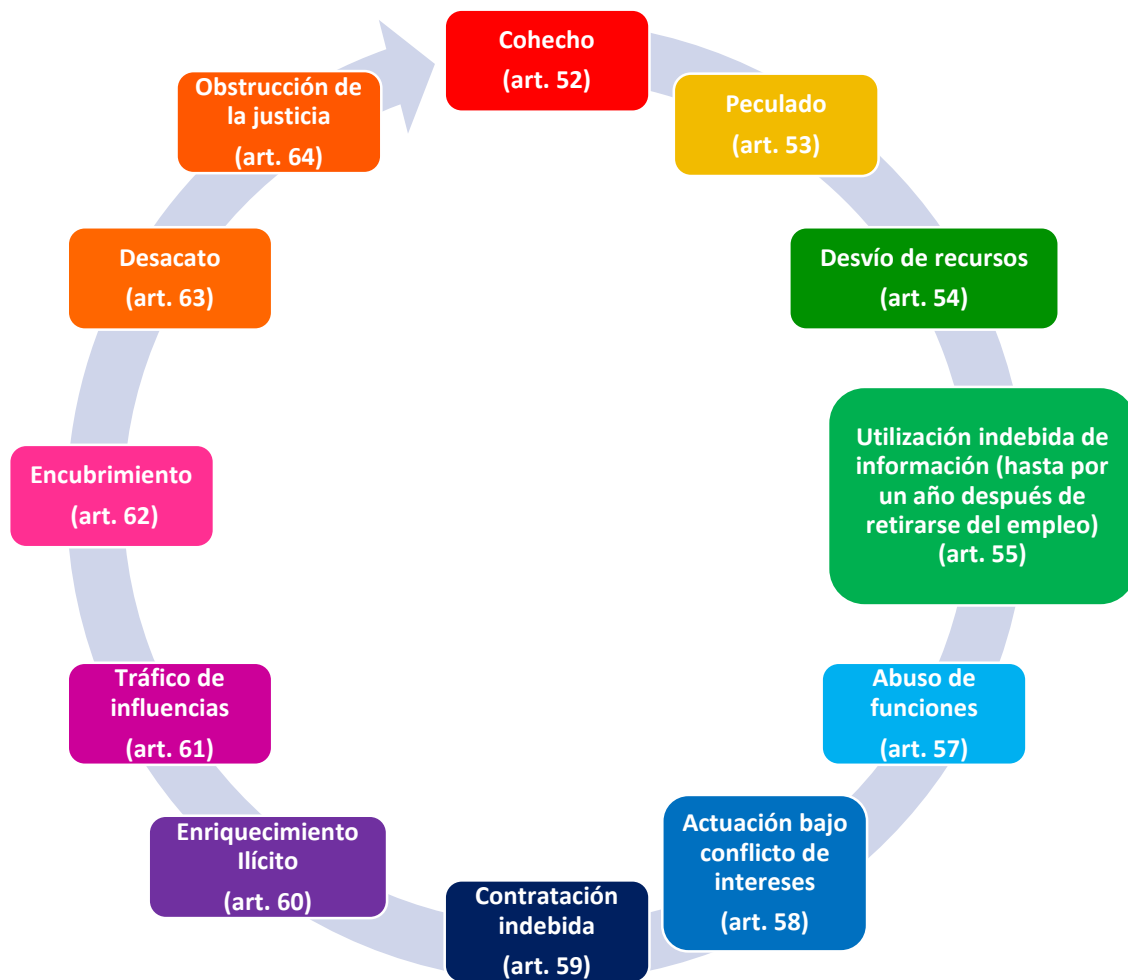 Cohecho
(art. 52)
Peculado
(art. 53)
Desvío de recursos
(art. 54)
Utilización indebida de
información (hasta por
un año después de
retirarse del empleo)
(art. 55)
Abuso de
funciones
(art. 57)
Actuación bajo
conflicto de
intereses
(art. 58)
Contratación
indebida
(art. 59)
Enriquecimiento
Ilícito
(art. 60)
Tráfico de
influencias
(art. 61)
Encubrimiento
(art. 62)
Desacato
(art. 63)
Obstrucción de
la justicia
(art. 64)